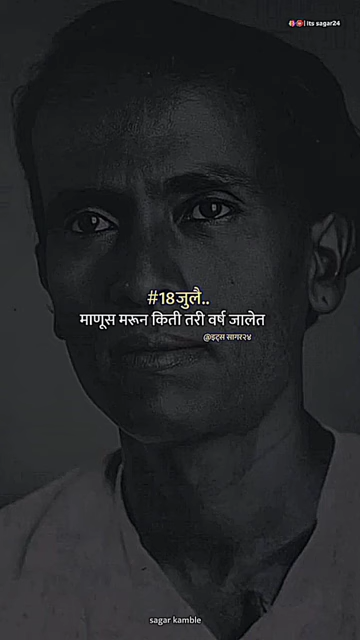 Its sagar24
#18जुलै..
माणूस मरून किती तरी वर्ष जालेत
@इट्स सागर२४
sagar kamble